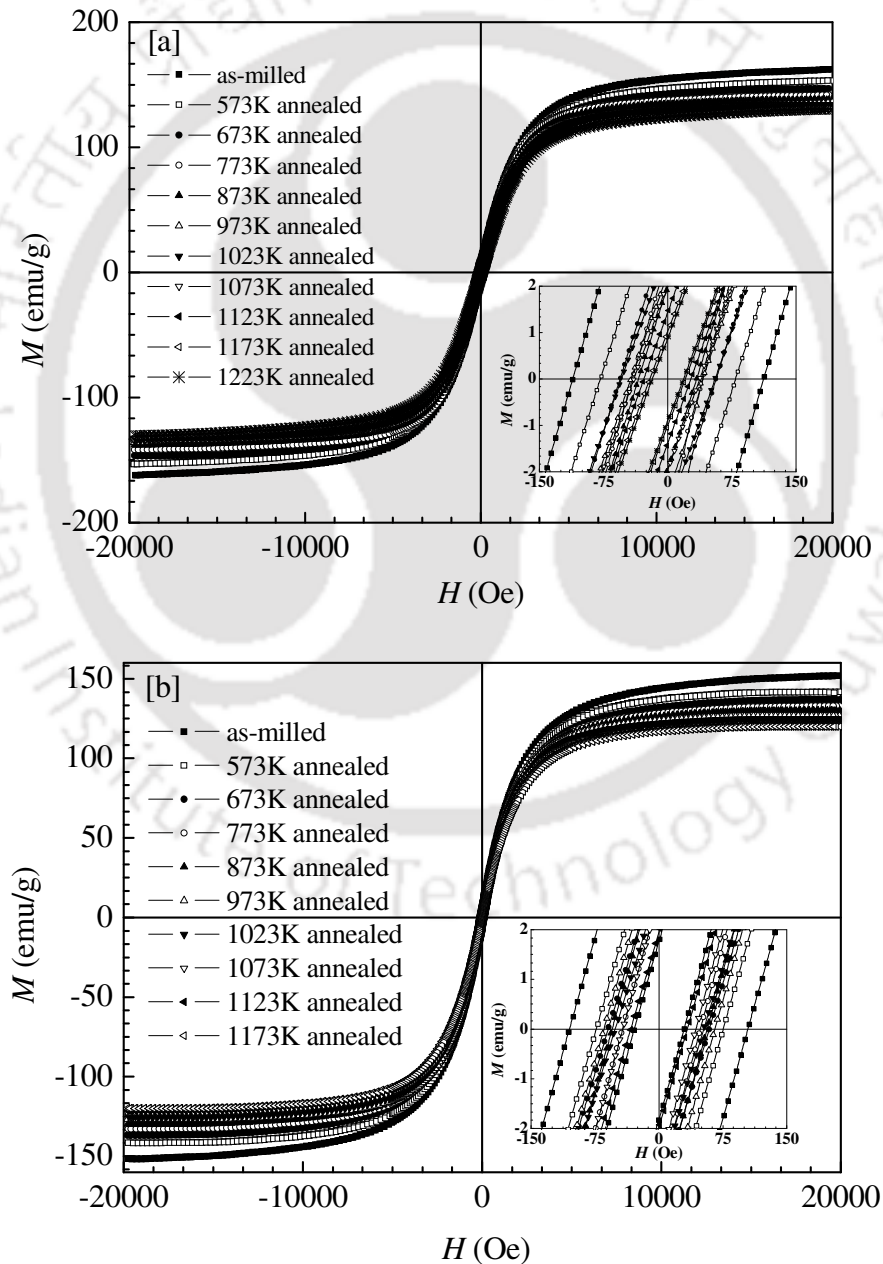 [a]
as-milled
573K annealed
673K annealed
773K annealed
873K annealed
973K annealed
1023K annealed
1073K annealed
1123K annealed
1173K annealed
1223K annealed
200
100
0
-100
-200
M (emu/g)
-20000 -10000 0 10000 20000
H (Oe)
2
1
0
-1
-2
M (emu/g)
-150 -75 0 75 150
H (Oe)
[b]
as-milled
573K annealed
673K annealed
773K annealed
873K annealed
973K annealed
1023K annealed
1073K annealed
1123K annealed
1173K annealed
150
100
50
0
-50
-100
-150
M (emu/g)
-20000 -10000 0 10000 20000
H (Oe)
2
1
0
-1
-2
M (emu/g)
-150 -75 0 75 150
H (Oe)
Institute of Technology